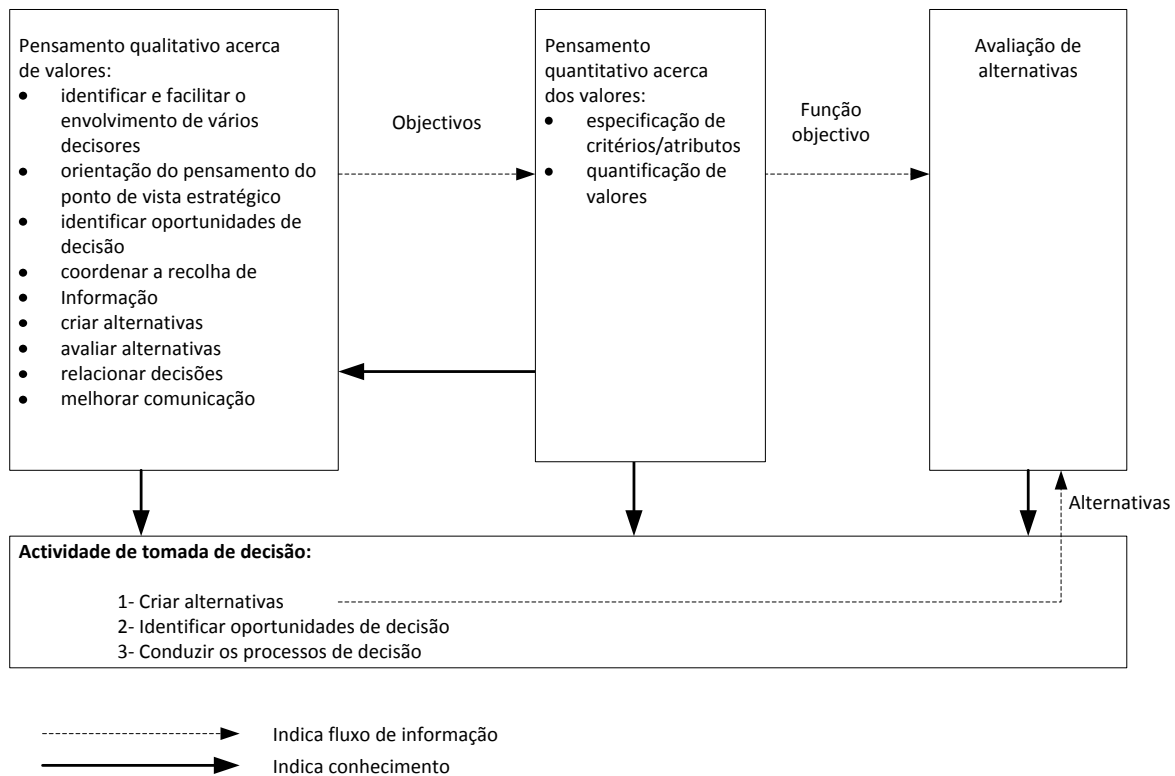 Pensamento qualitativo acerca
de valores:
• identificar e facilitar o
envolvimento de vários
decisores
• orientação do pensamento do
ponto de vista estratégico
• identificar oportunidades de
decisão
• coordenar a recolha de
• Informação
• criar alternativas
• avaliar alternativas
• relacionar decisões
• melhorar comunicação
Objectivos
Pensamento
quantitativo acerca
dos valores:
• especificação de
critérios/atributos
• quantificação de
valores
Função
objectivo
Avaliação de
alternativas
Alternativas
Actividade de tomada de decisão:
1- Criar alternativas
2- Identificar oportunidades de decisão
3- Conduzir os processos de decisão
Indica fluxo de informação
Indica conhecimento